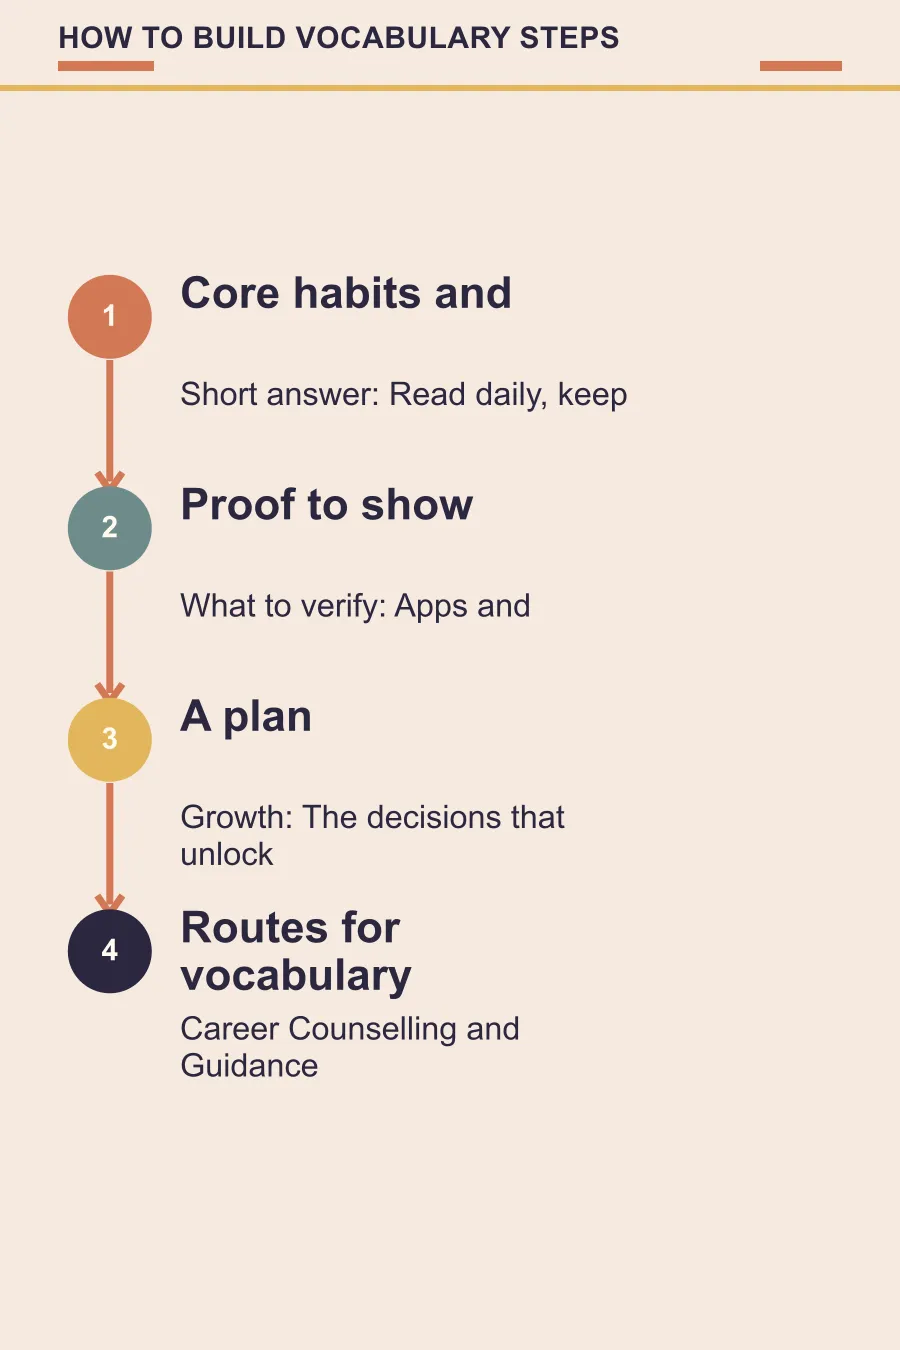 HOW TO BUILD VOCABULARY STEPS
1
Core habits and
Short answer: Read daily, keep
2
Proof to show
What to verify: Apps and
3
A plan
Growth: The decisions that
unlock
4
Routes for
vocabulary
Career Counselling and
Guidance